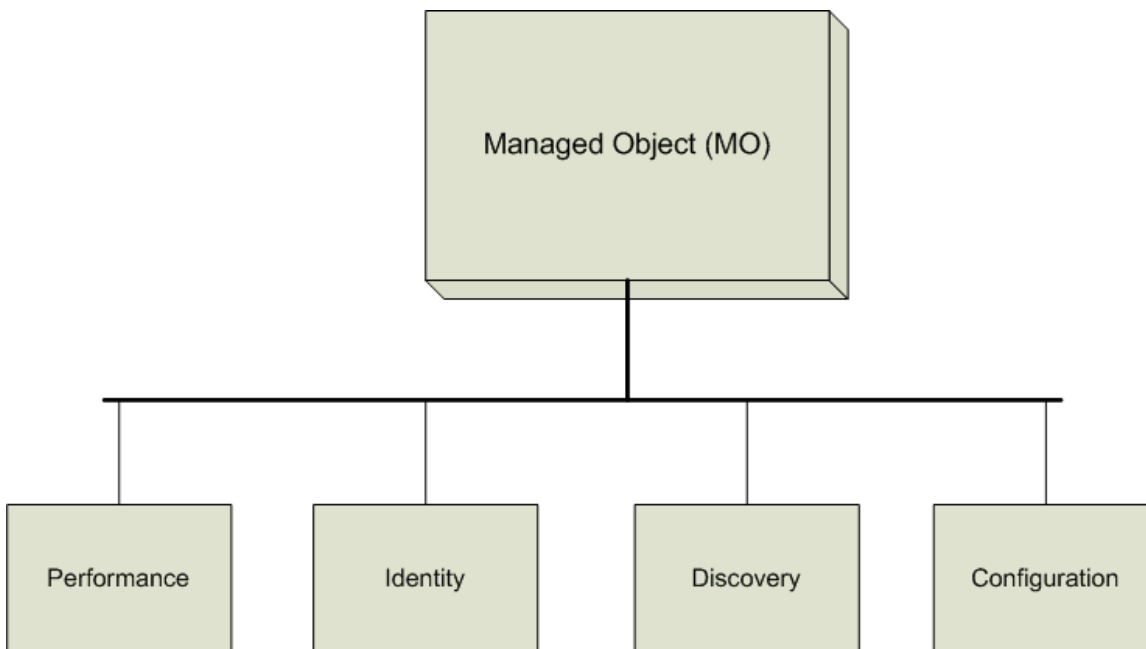 Managed Object (MO)
Performance
Identity
Discovery
Configuration